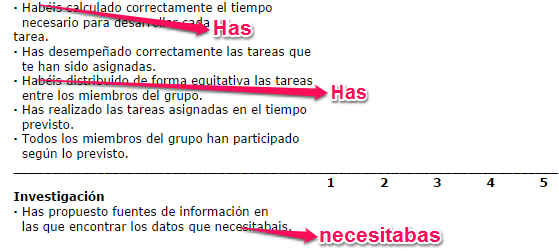 · Habéis calculado correctamente el tiempo
necesario para desarrollar cada
tarea.
Has
· Has desempeñado correctamente las tareas que
te han sido asignadas.
· Habéis distribuido de forma equitativa las tareas
entre los miembros del grupo.
Has
· Has realizado las tareas asignadas en el tiempo
previsto.
· Todos los miembros del grupo han participado
según lo previsto.
1 2 3 4 5
Investigación
· Has propuesto fuentes de información en
las que encontrar los datos que necesitabais.
necesitabas